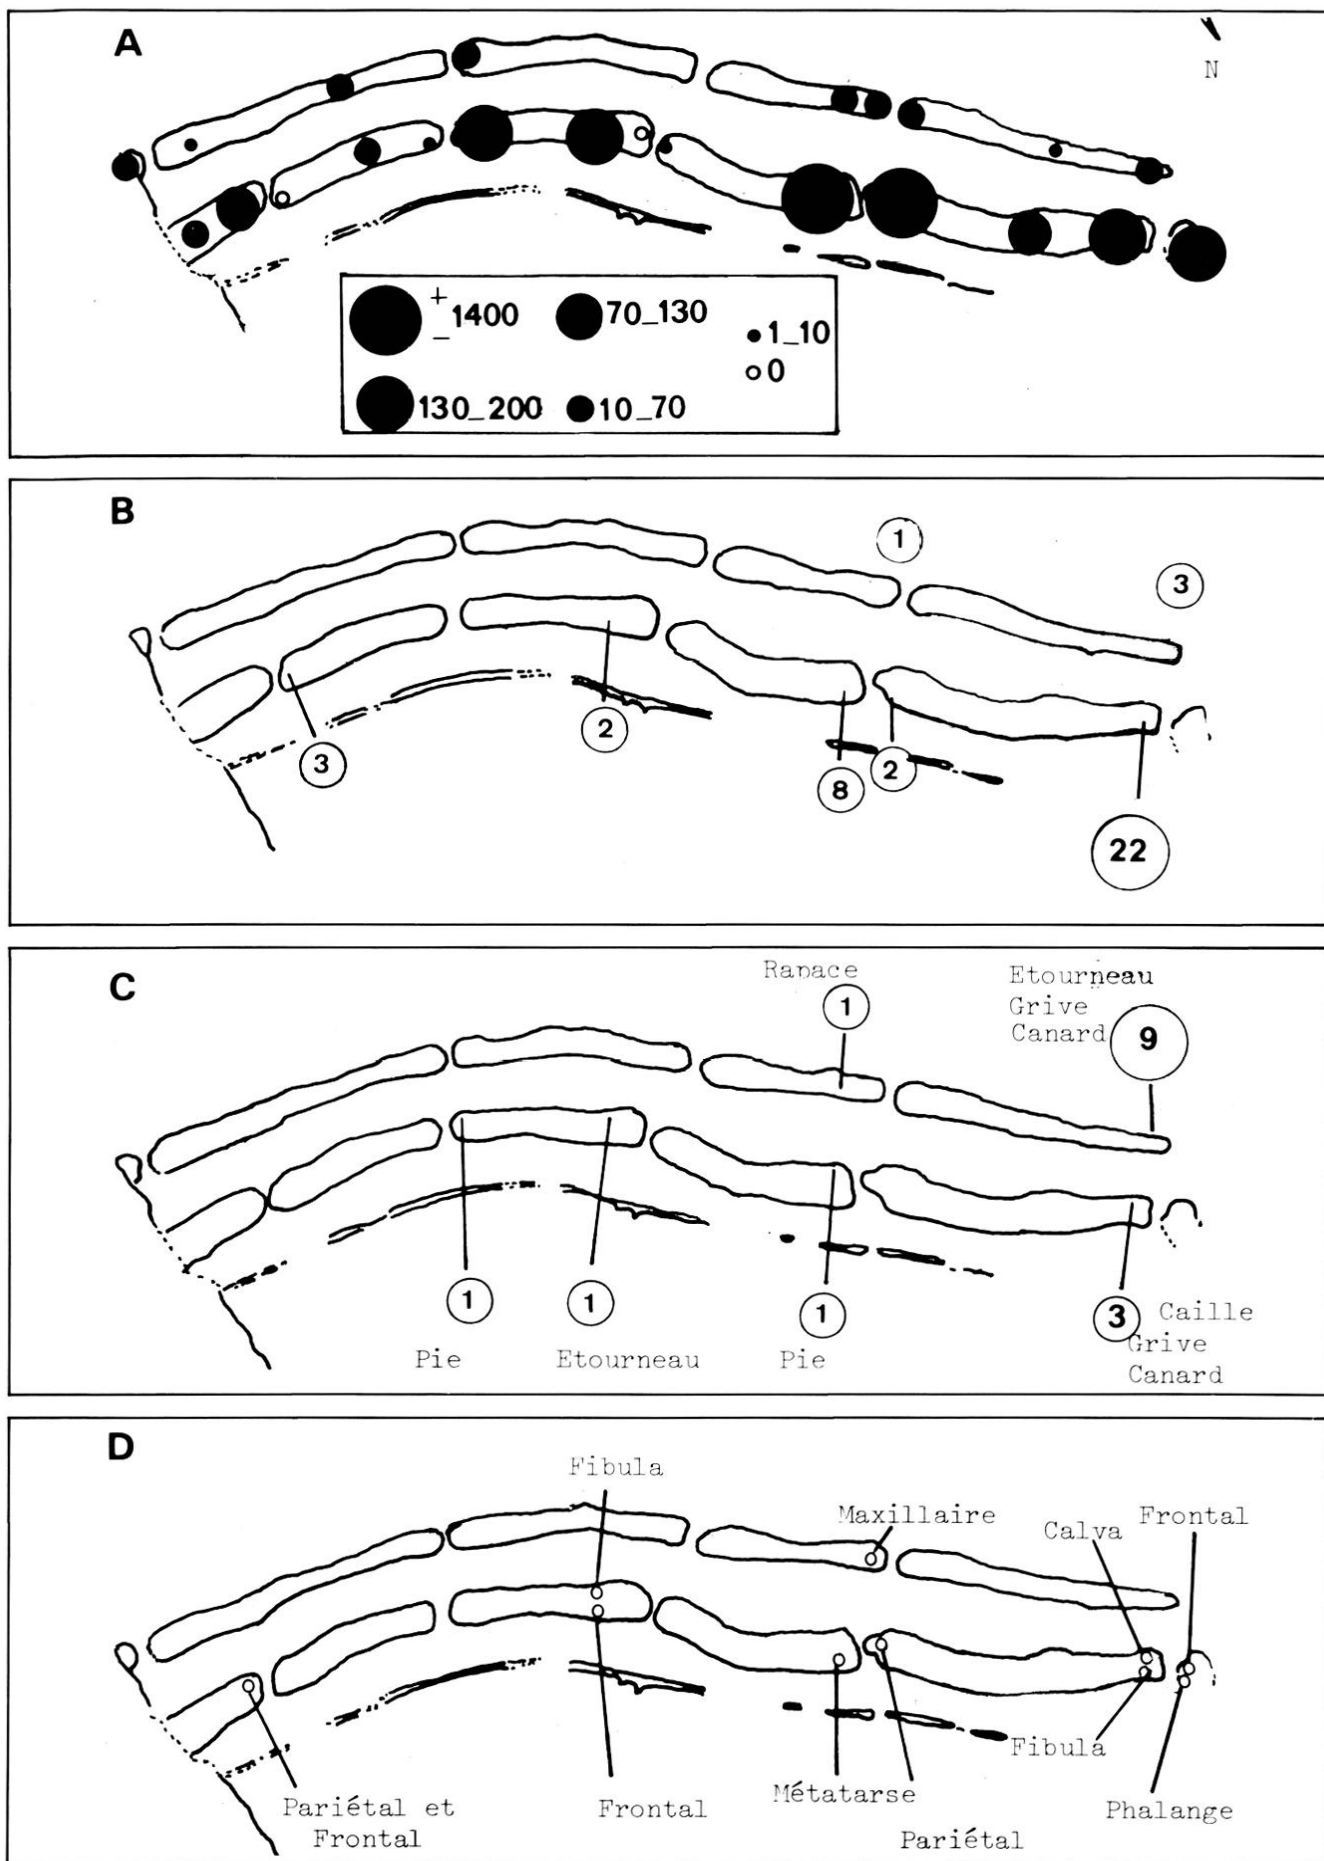 A
N
+
_ 1400
70_130
1_10
0
130_200
10_70
B
1
3
3
2
8
2
22
C
Rapace
1
Etourneau
Grive
Canard
9
1
1
1
3
Caille
Grive
Canard
Pie
Etourneau
Pie
D
Fibula
Maxillaire
Calva
Frontal
Fibula
Pariétal et
Frontal
Frontal
Métatarse
Pariétal
Phalange